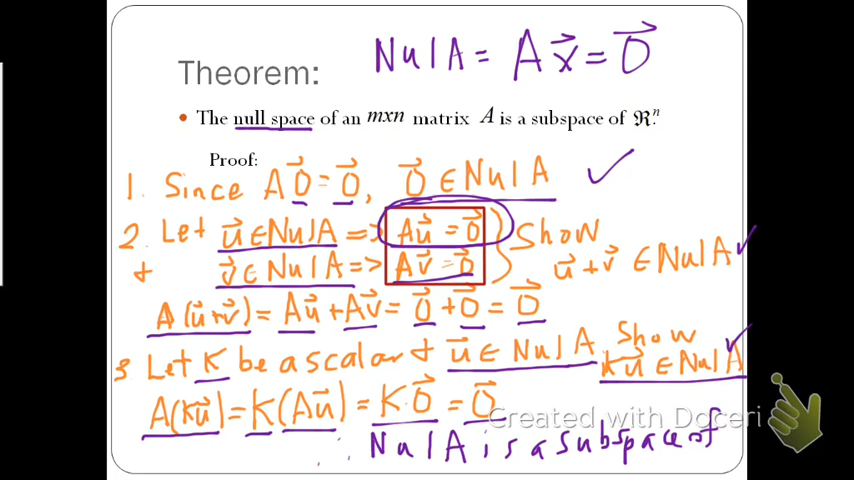 Nul A = Ax⃗ = 0⃗
Theorem:
• The null space of an mxn matrix A is a subspace of ℜⁿ.
Proof:
1. Since A0⃗ = 0⃗, 0⃗ ∈ Nul A ✓
2. Let u⃗ ∈ Nul A => Au⃗ = 0⃗ } Show
+ v⃗ ∈ Nul A => Av⃗ = 0⃗ } u⃗ + v⃗ ∈ Nul A ✓
A(u⃗+v⃗) = Au⃗ + Av⃗ = 0⃗ + 0⃗ = 0⃗
3 Let K be a scalar + u⃗ ∈ Nul A Show
Ku⃗ ∈ Nul A ✓
A(Ku⃗) = K(Au⃗) = K·0⃗ = 0⃗
Created with Doceri
∴ Nul A is a subspace of